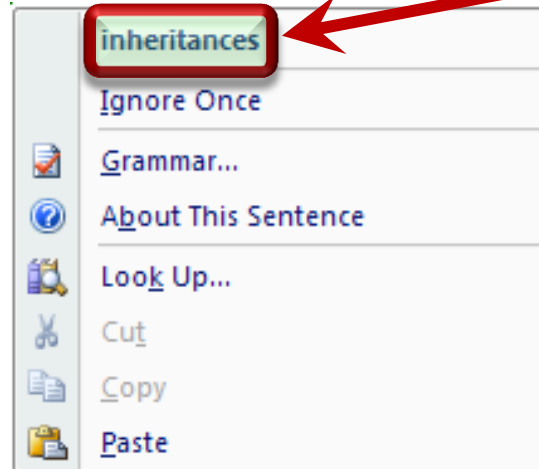 inheritances
Ignore Once
Grammar...
About This Sentence
Look Up...
Cut
Copy
Paste